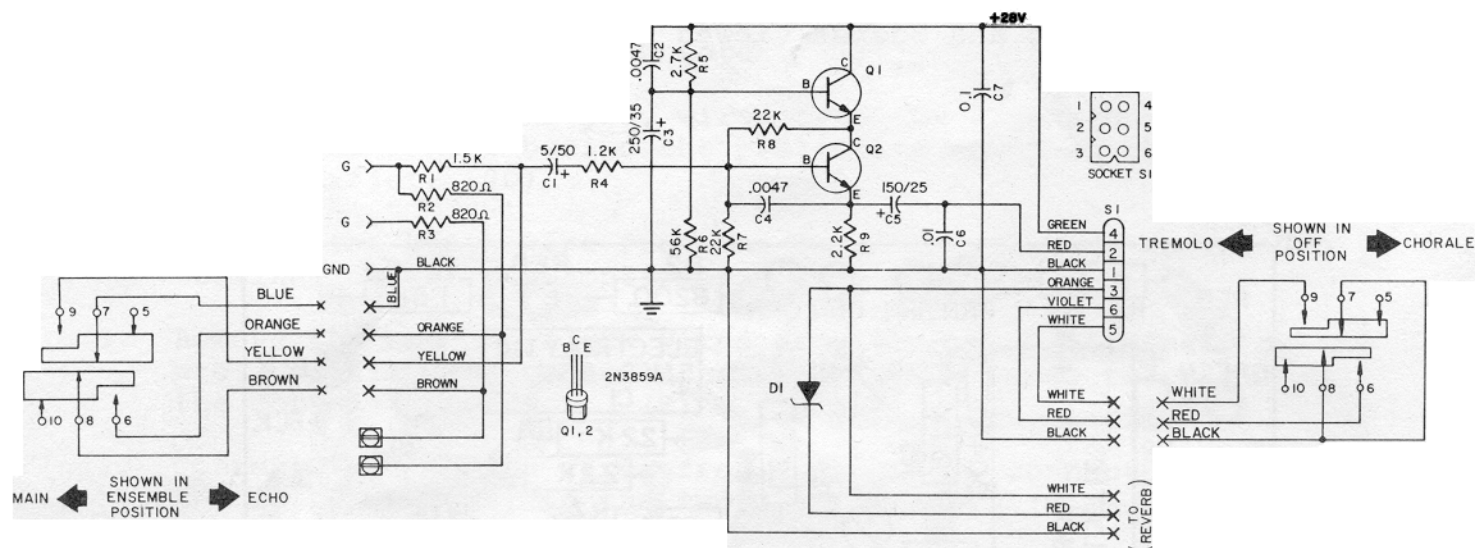 +28V
.0047
C2
2.7K
R5
C
B
Q1
E
0.1
C7
250/35
+
C3
22K
R8
C
B
Q2
E
1
2
3
4
5
6
SOCKET S1
G
1.5K
R1
5/50
C1
+
1.2K
R4
820Ω
R2
820Ω
G
R3
.0047
C4
150/25
+
C5
56K
R6
22K
R7
2.2K
R9
.01
C6
S1
GREEN
4
RED
2
BLACK
1
ORANGE
3
VIOLET
6
WHITE
5
TREMOLO
SHOWN IN
OFF
POSITION
CHORALE
GND
BLACK
BLUE
BLUE
ORANGE
ORANGE
YELLOW
YELLOW
BROWN
BROWN
9
7
5
10
8
6
B
C
E
2N3859A
Q1,2
D1
9
7
5
10
8
6
WHITE
WHITE
RED
RED
BLACK
BLACK
MAIN
SHOWN IN
ENSEMBLE
POSITION
ECHO
WHITE
RED
BLACK
(TO
REVERB)